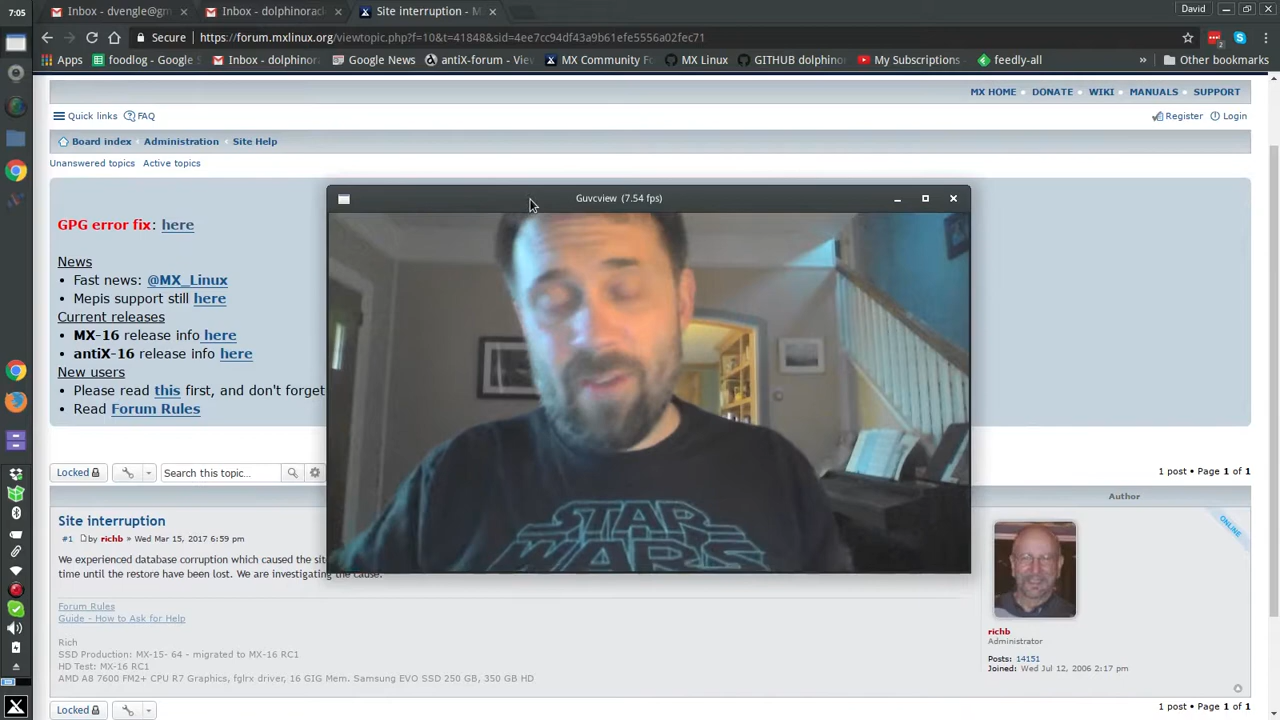 7:05
Inbox - dvengle@gm
Inbox - dolphinorack
Site interruption - M
David
Secure
https://forum.mxlinux.org/viewtopic.php?f=10&t=41848&sid=4ee7cc94df43a9b61efe5556a02fec71
2
Apps
foodlog - Google S
Inbox - dolphinora
Google News
antiX-forum - Vie
MX Community Fo
MX Linux
GITHUB dolphino
My Subscriptions
feedly-all
»
Other bookmarks
MX HOME
DONATE
WIKI
MANUALS
SUPPORT
Quick links
FAQ
Register
Login
Board index
Administration
Site Help
Unanswered topics
Active topics
GPG error fix: here
News
• Fast news: @MX_Linux
• Mepis support still here
Current releases
• MX-16 release info here
• antiX-16 release info here
New users
• Please read this first, and don't forget
• Read Forum Rules
Guvcview (7.54 fps)
STAR
WARS
Locked
Search this topic...
1 post • Page 1 of 1
Author
Site interruption
#1 by richb » Wed Mar 15, 2017 6:59 pm
We experienced database corruption which caused the sit
time until the restore have been lost. We are investigating the cause.
Forum Rules
Guide - How to Ask for Help
Rich
SSD Production: MX-15- 64 - migrated to MX-16 RC1
HD Test: MX-16 RC1
AMD A8 7600 FM2+ CPU R7 Graphics, fglrx driver, 16 GIG Mem. Samsung EVO SSD 250 GB, 350 GB HD
ONLINE
richb
Administrator
Posts: 14151
Joined: Wed Jul 12, 2006 2:17 pm
Locked
1 post • Page 1 of 1